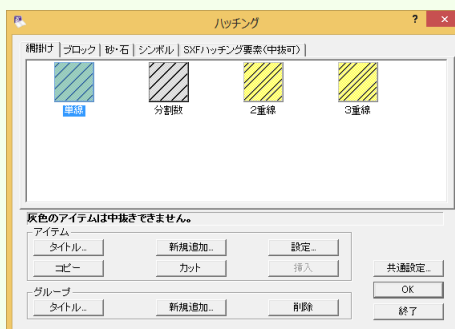 ハッチング ?
網掛け ブロック 砂・石 シンボル SXFハッチング要素(中抜可)
単線 分割数 2重線 3重線
灰色のアイテムは中抜きできません。
アイテム
タイトル... 新規追加... 設定...
コピー カット 挿入 共通設定...
OK
グループ
タイトル... 新規追加... 削除 終了